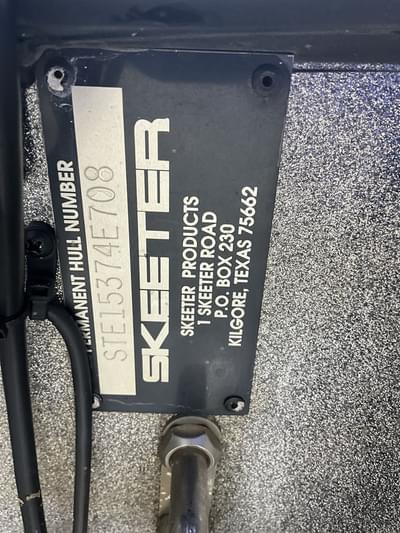 PERMANENT HULL NUMBER
STE15374E708
SKEETER
SKEETER PRODUCTS
1 SKEETER ROAD
P.O. BOX 230
KILGORE, TEXAS 75662